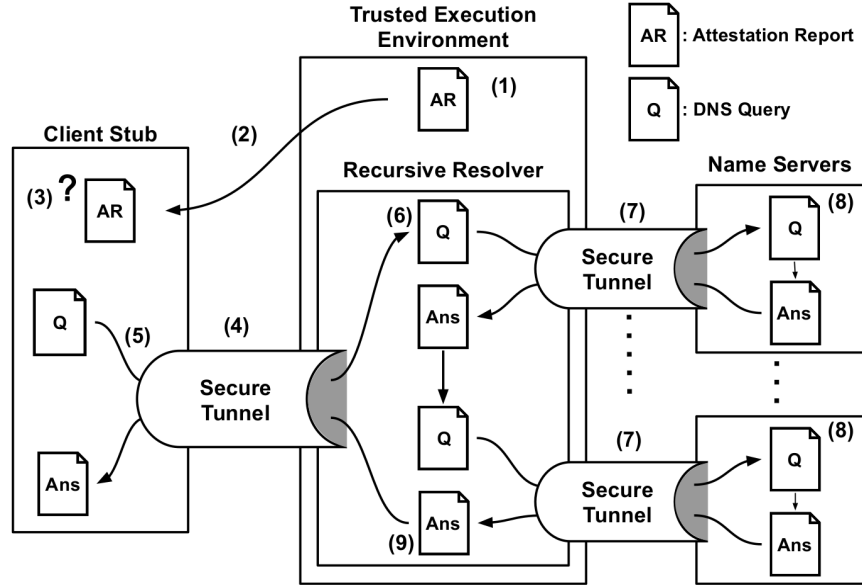 Trusted Execution
Environment
AR
: Attestation Report
Q
: DNS Query
AR
(1)
Client Stub
(2)
Recursive Resolver
Name Servers
(3)
?
AR
(6)
Q
(7)
(8)
Q
Secure
Tunnel
Q
(5)
(4)
Ans
Ans
Secure
Tunnel
Q
(7)
(8)
Q
Ans
Ans
(9)
Secure
Tunnel
Ans